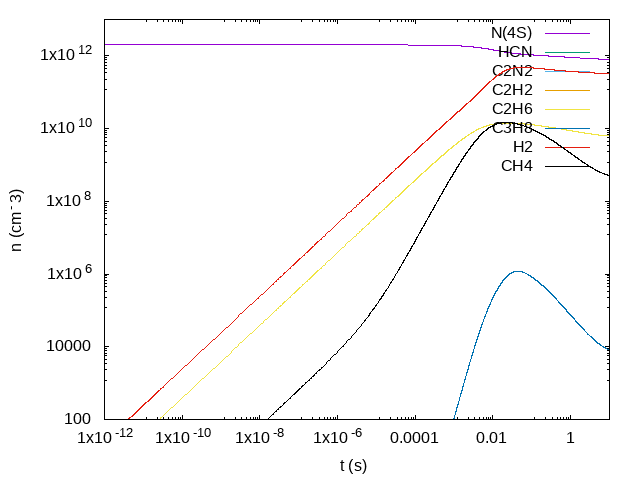 1x10^12
1x10^10
1x10^8
1x10^6
10000
100
n (cm^-3)
N(4S)
HCN
C2N2
C2H2
C2H6
C3H8
H2
CH4
1x10^-12
1x10^-10
1x10^-8
1x10^-6
0.0001
0.01
1
t (s)